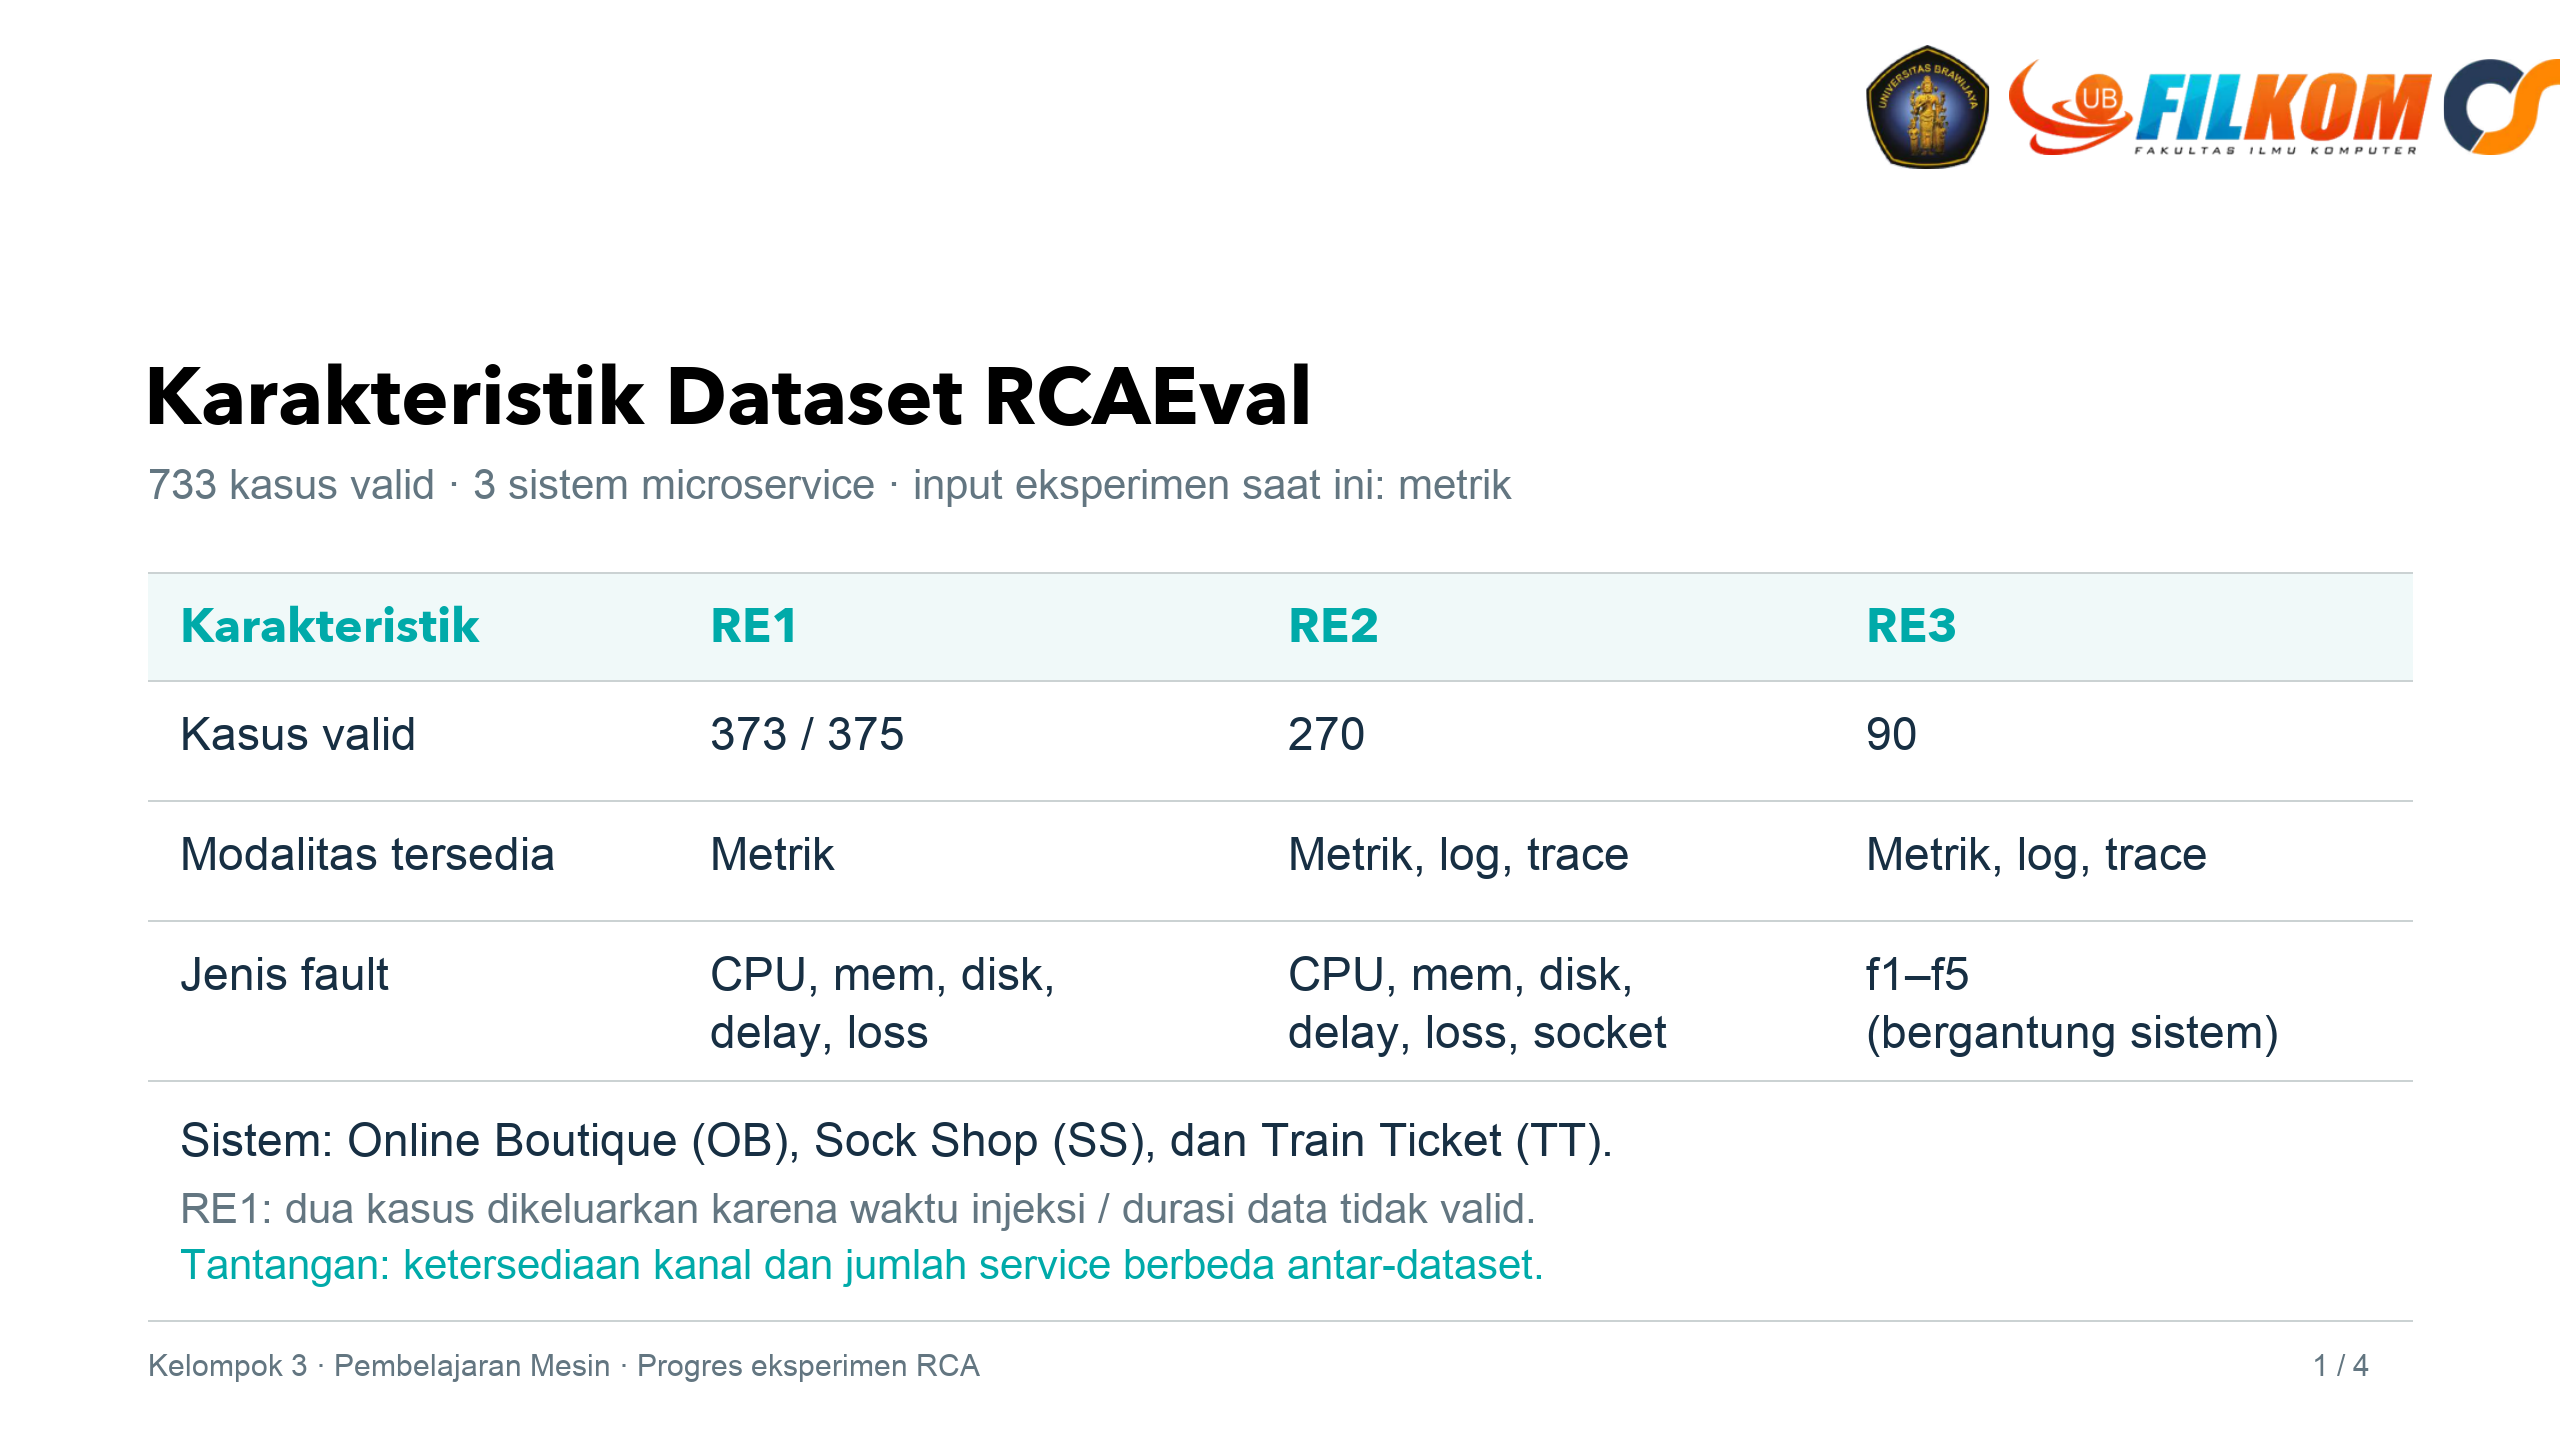 UNIVERSITAS BRAWIJAYA
UB FILKOM
FAKULTAS ILMU KOMPUTER
Karakteristik Dataset RCAEval
733 kasus valid · 3 sistem microservice · input eksperimen saat ini: metrik
Karakteristik RE1 RE2 RE3
Kasus valid 373 / 375 270 90
Modalitas tersedia Metrik Metrik, log, trace Metrik, log, trace
Jenis fault CPU, mem, disk, CPU, mem, disk, f1–f5
delay, loss delay, loss, socket (bergantung sistem)
Sistem: Online Boutique (OB), Sock Shop (SS), dan Train Ticket (TT).
RE1: dua kasus dikeluarkan karena waktu injeksi / durasi data tidak valid.
Tantangan: ketersediaan kanal dan jumlah service berbeda antar-dataset.
Kelompok 3 · Pembelajaran Mesin · Progres eksperimen RCA 1 / 4